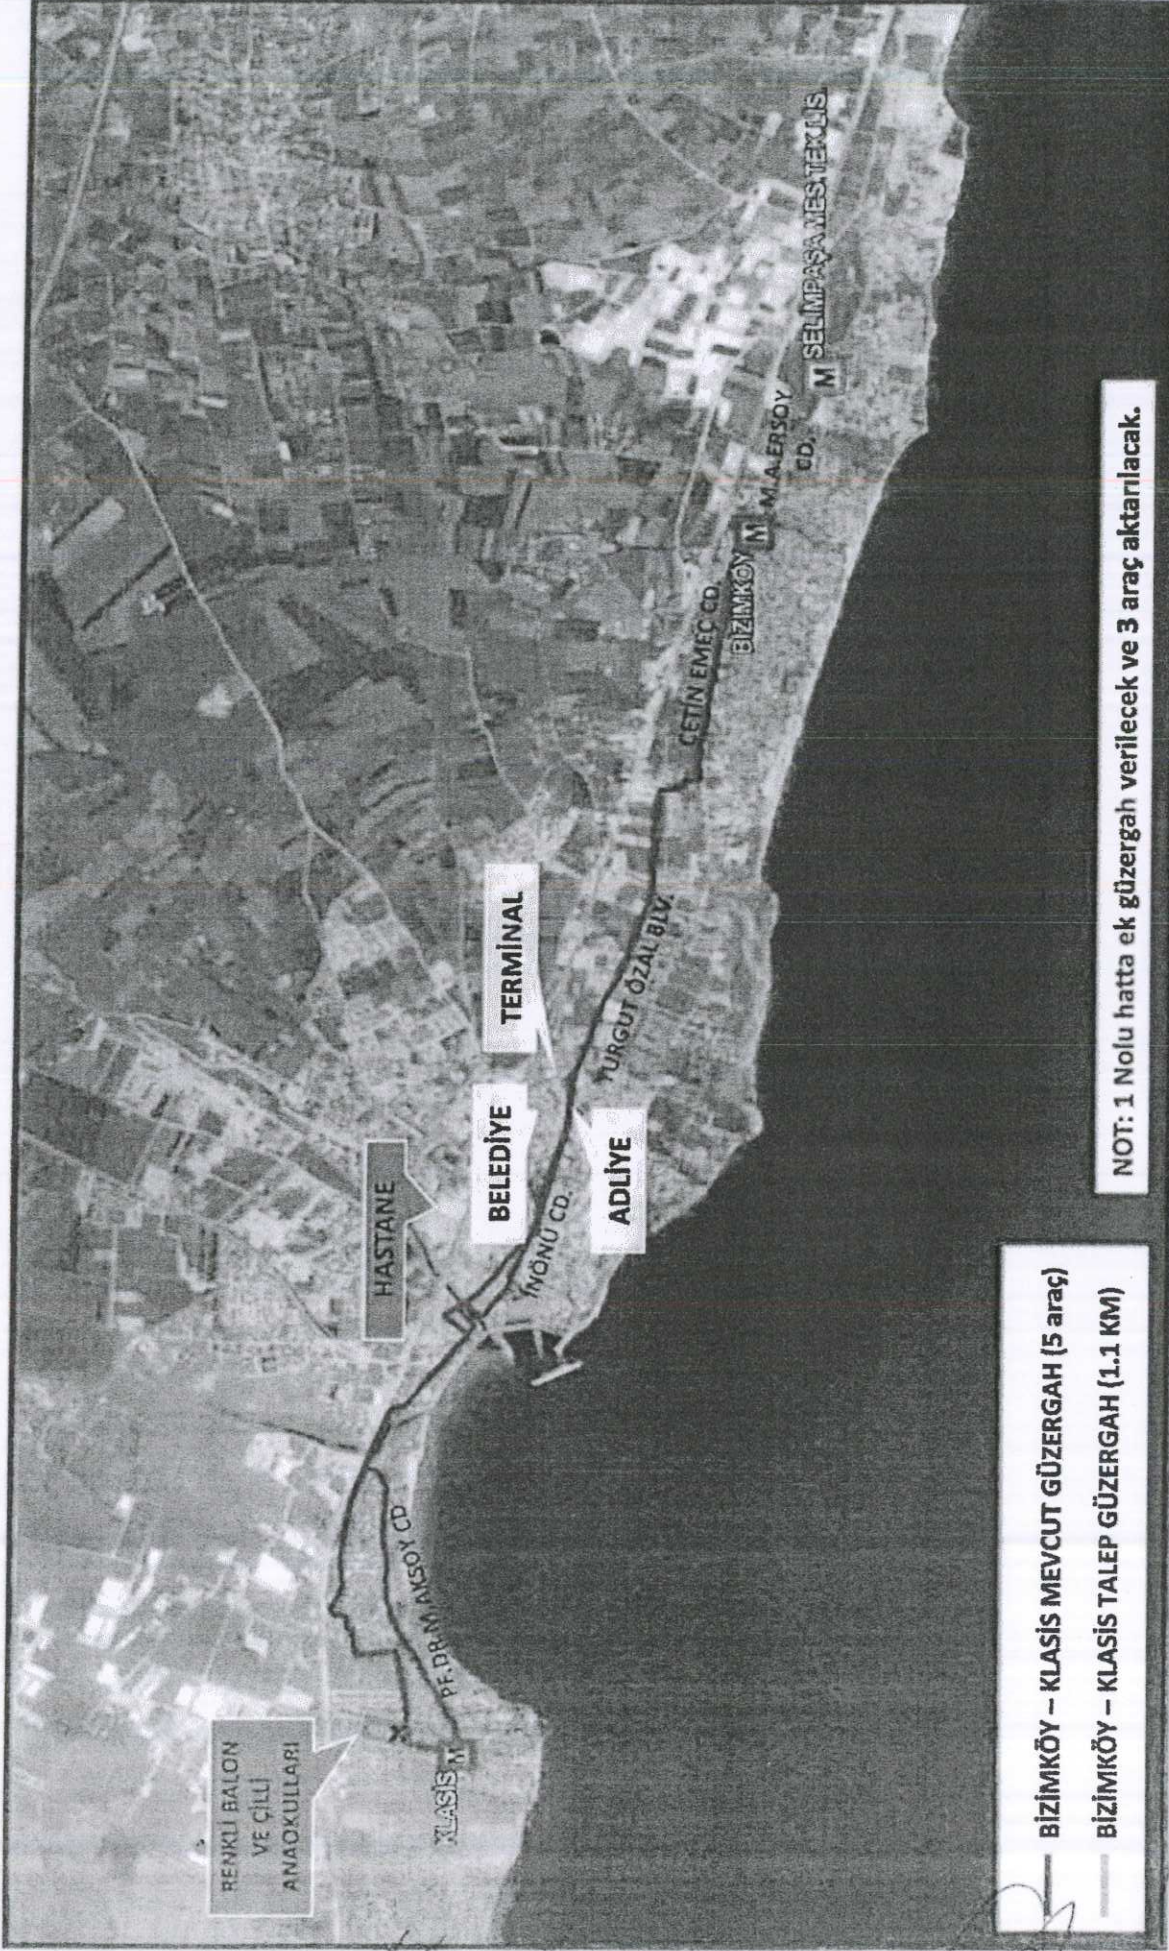 RENKLİ BALON
VE ÇİLLİ
ANAOKULLARI
KLASİS M
PF.DR.M.AKSOY CD
HASTANE
BELEDİYE
TERMİNAL
İNÖNÜ CD.
ADLİYE
TURGUT ÖZAL BLV.
ÇETİN EMEÇ CD.
BİZİMKÖY M
M.A.ERSOY
CD.
M SELİMPAŞA MES.TEK.LİS.
BİZİMKÖY – KLASİS MEVCUT GÜZERGAH (5 araç)
BİZİMKÖY – KLASİS TALEP GÜZERGAH (1.1 KM)
NOT: 1 Nolu hatta ek güzergah verilecek ve 3 araç aktarılacak.